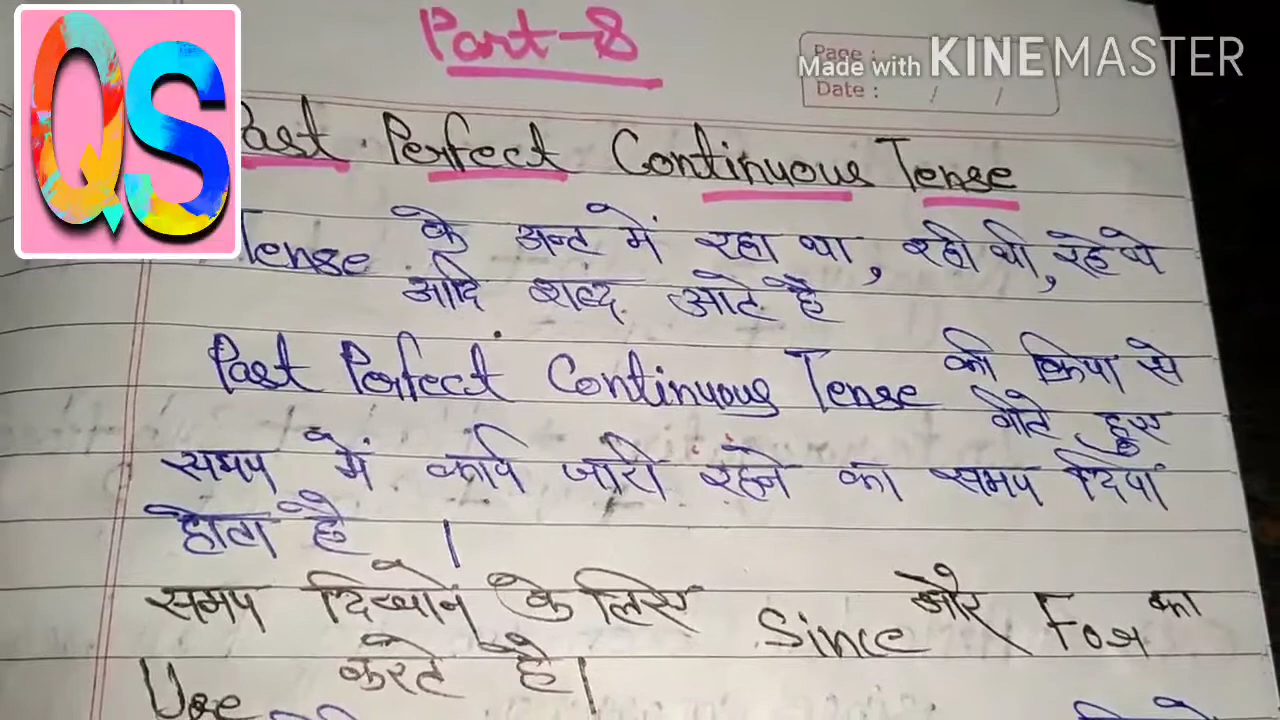 Part-8
QS
Page :
Made with KINEMASTER
Date : / /
Past Perfect Continuous Tense
Tense के अन्त में रहा था, रही थी, रहे थे
आदि शब्द आते है
Past Perfect Continuous Tense की क्रिया से
बीते हुए
समय में कार्य जारी रहने का समय दिया
होता है ।
समय दिखाने के लिए Since और For का
Use करते है।